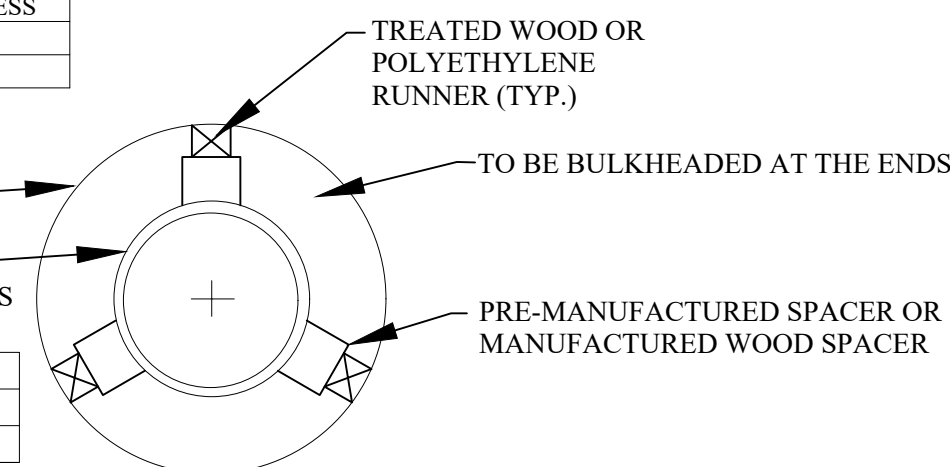 TREATED WOOD OR
POLYETHYLENE
RUNNER (TYP.)
TO BE BULKHEADED AT THE ENDS
PRE-MANUFACTURED SPACER OR
MANUFACTURED WOOD SPACER